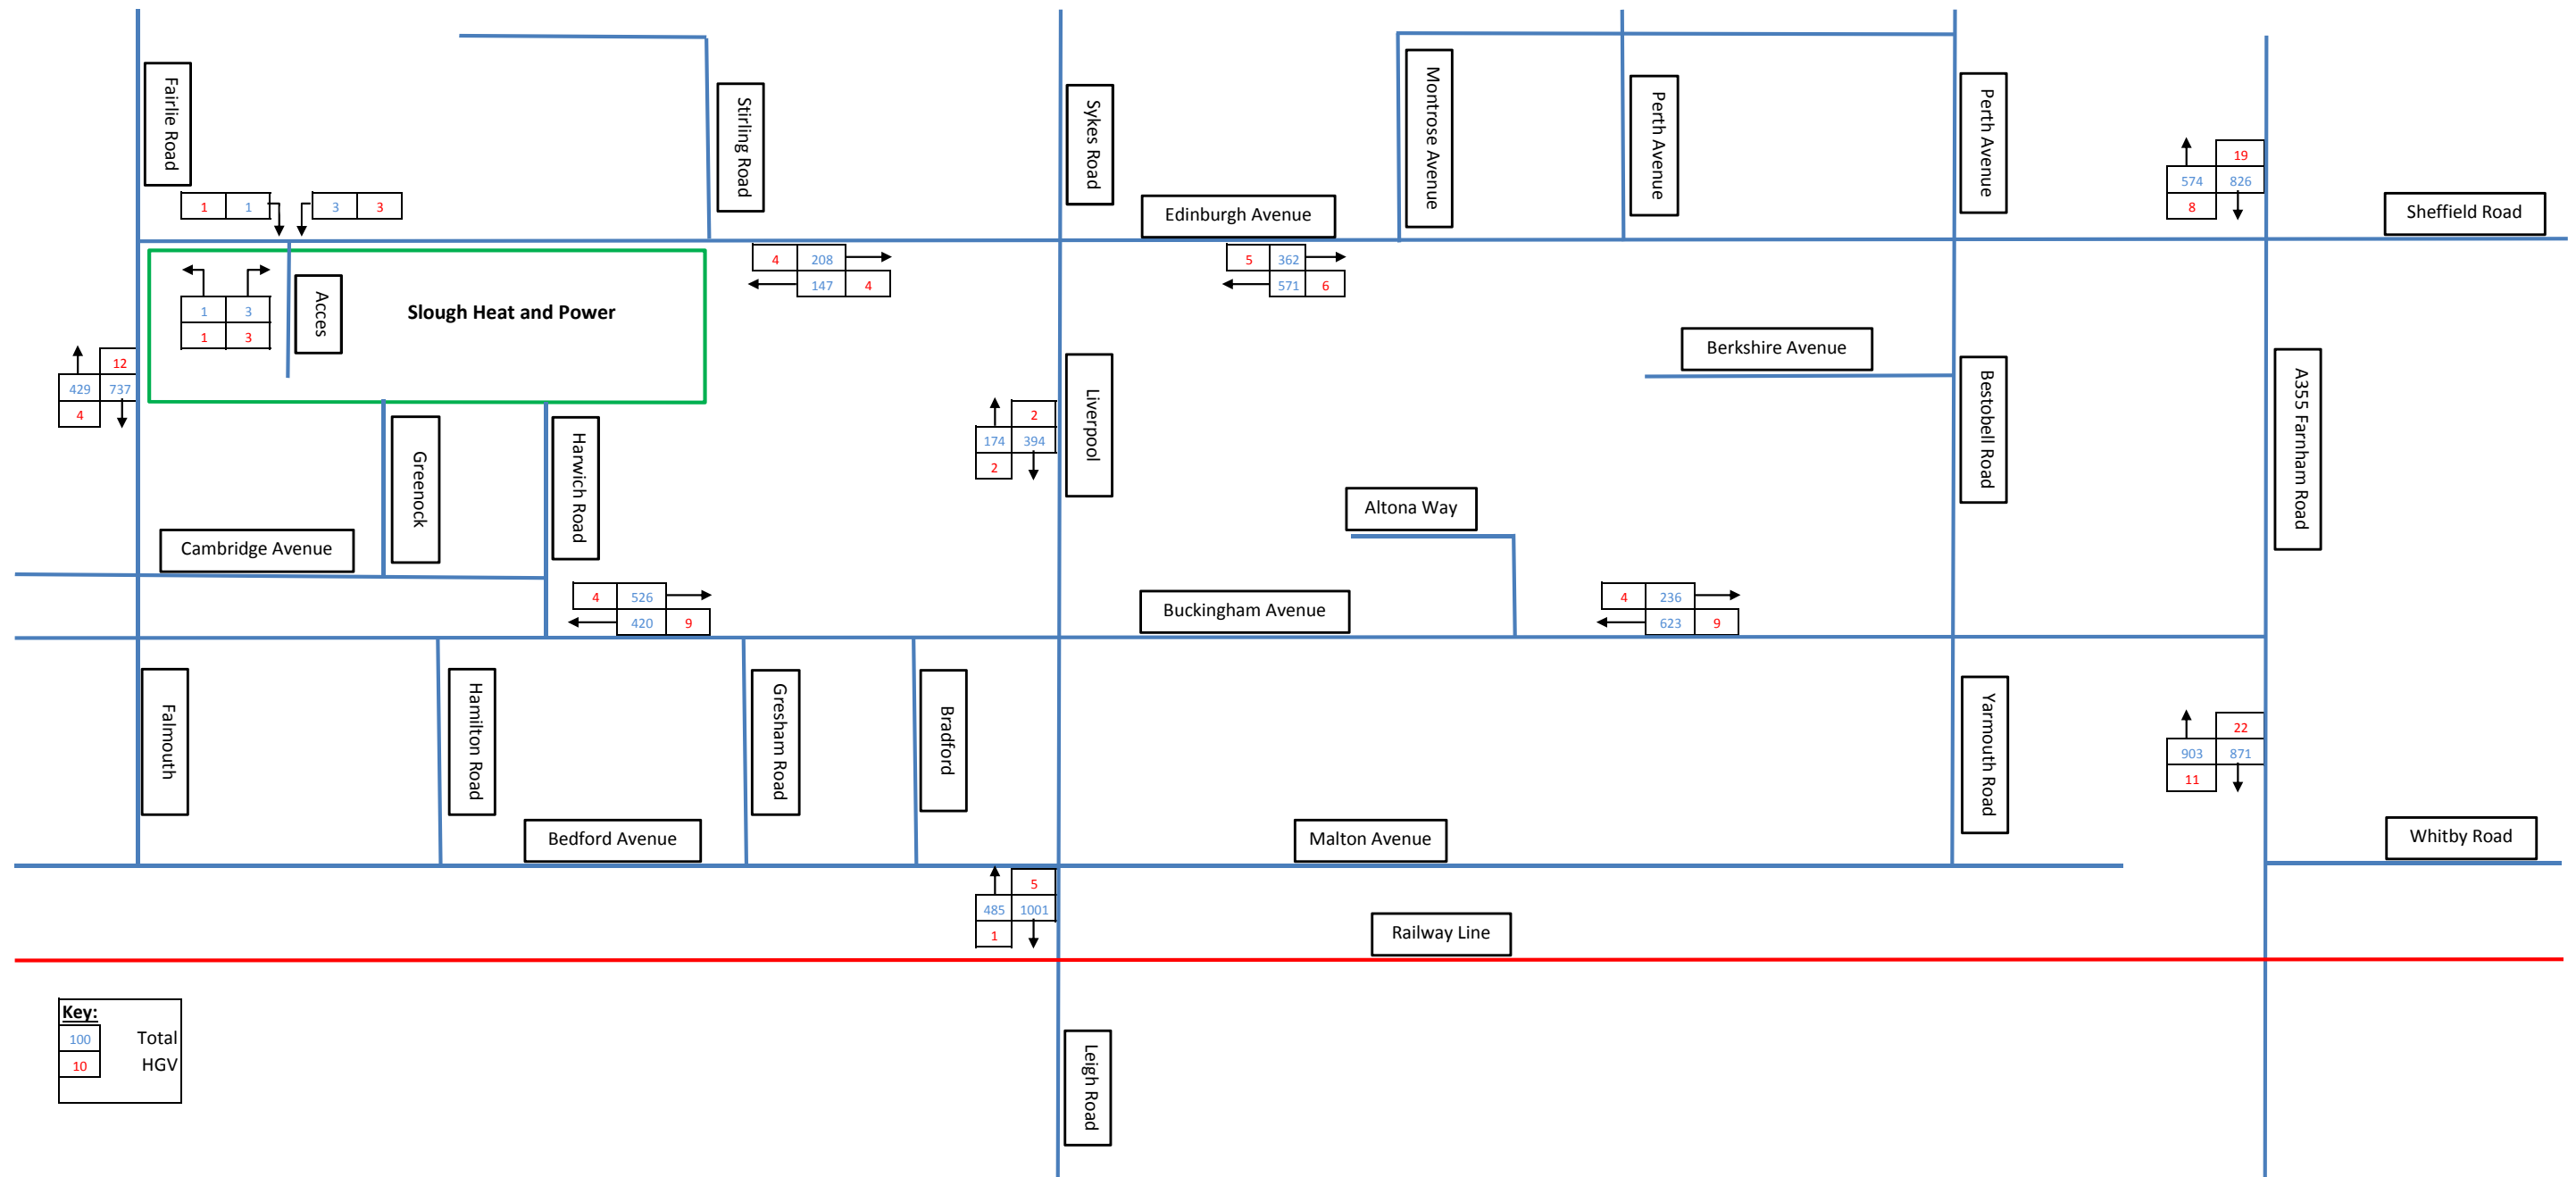 Fairlie Road
Stirling Road
Sykes Road
Montrose Avenue
Perth Avenue
Perth Avenue
19
574 826
8
1 1
3 3
Edinburgh Avenue
Sheffield Road
4 208
147 4
5 362
571 6
1 3
1 3
Acces
Slough Heat and Power
12
429 737
4
Berkshire Avenue
Liverpool
Bestobell Road
A355 Farnham Road
2
174 394
2
Greenock
Harwich Road
Altona Way
Cambridge Avenue
4 526
420 9
Buckingham Avenue
4 236
623 9
Falmouth
Hamilton Road
Gresham Road
Bradford
Yarmouth Road
22
903 871
11
Bedford Avenue
Malton Avenue
Whitby Road
5
485 1001
1
Railway Line
Key:
100 Total
10 HGV
Leigh Road